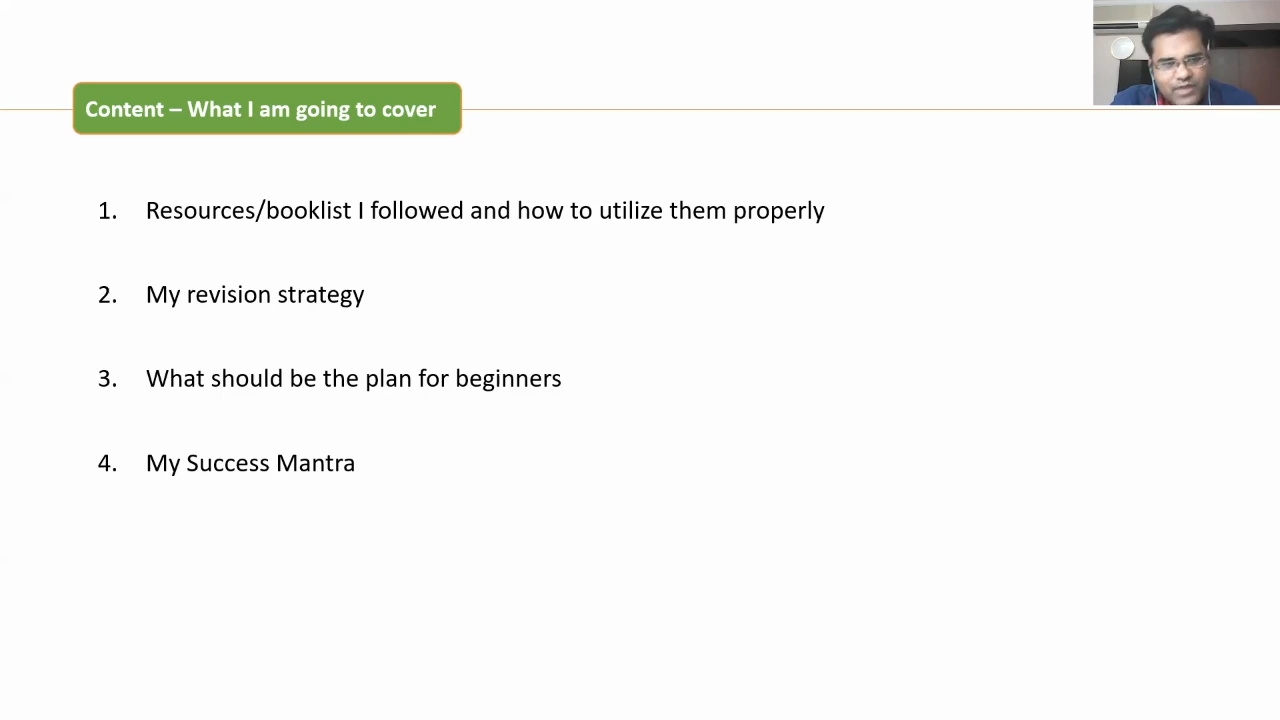 Content – What I am going to cover
1. Resources/booklist I followed and how to utilize them properly
2. My revision strategy
3. What should be the plan for beginners
4. My Success Mantra